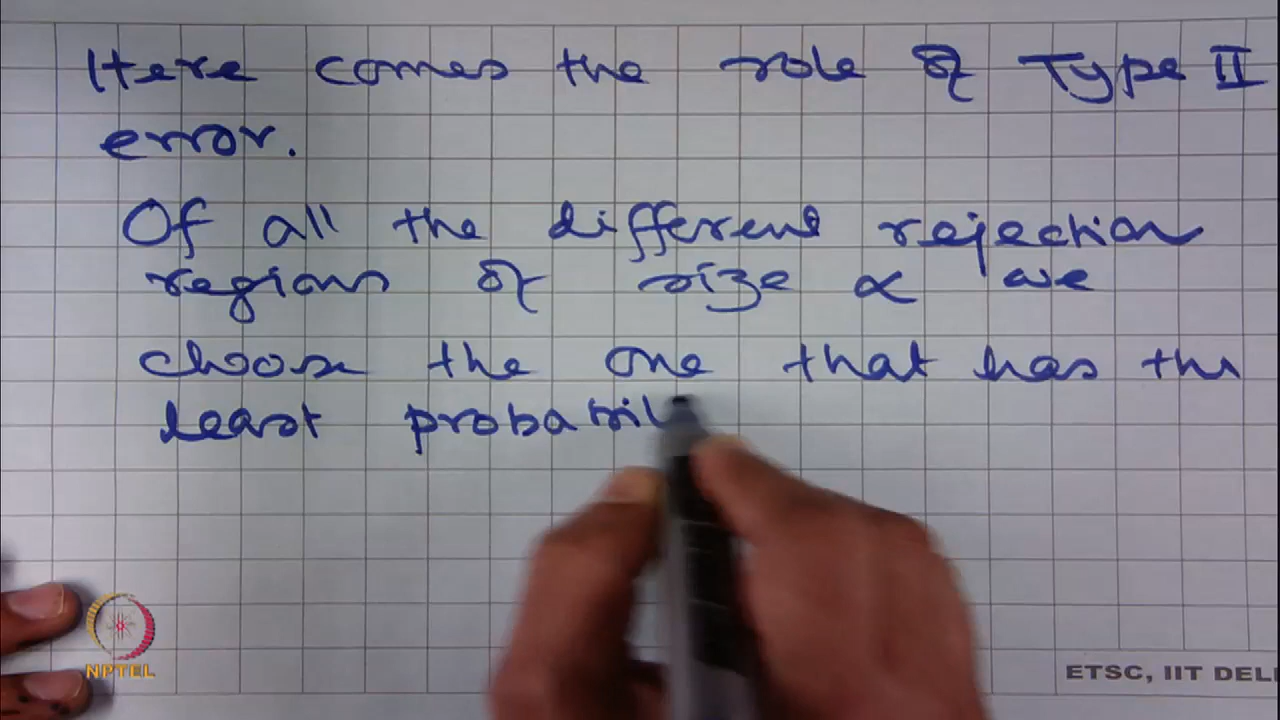 Here comes the role of Type II
error.
Of all the different rejection
regions of size α we
choose the one that has the
least probabil
NPTEL
ETSC, IIT DEL